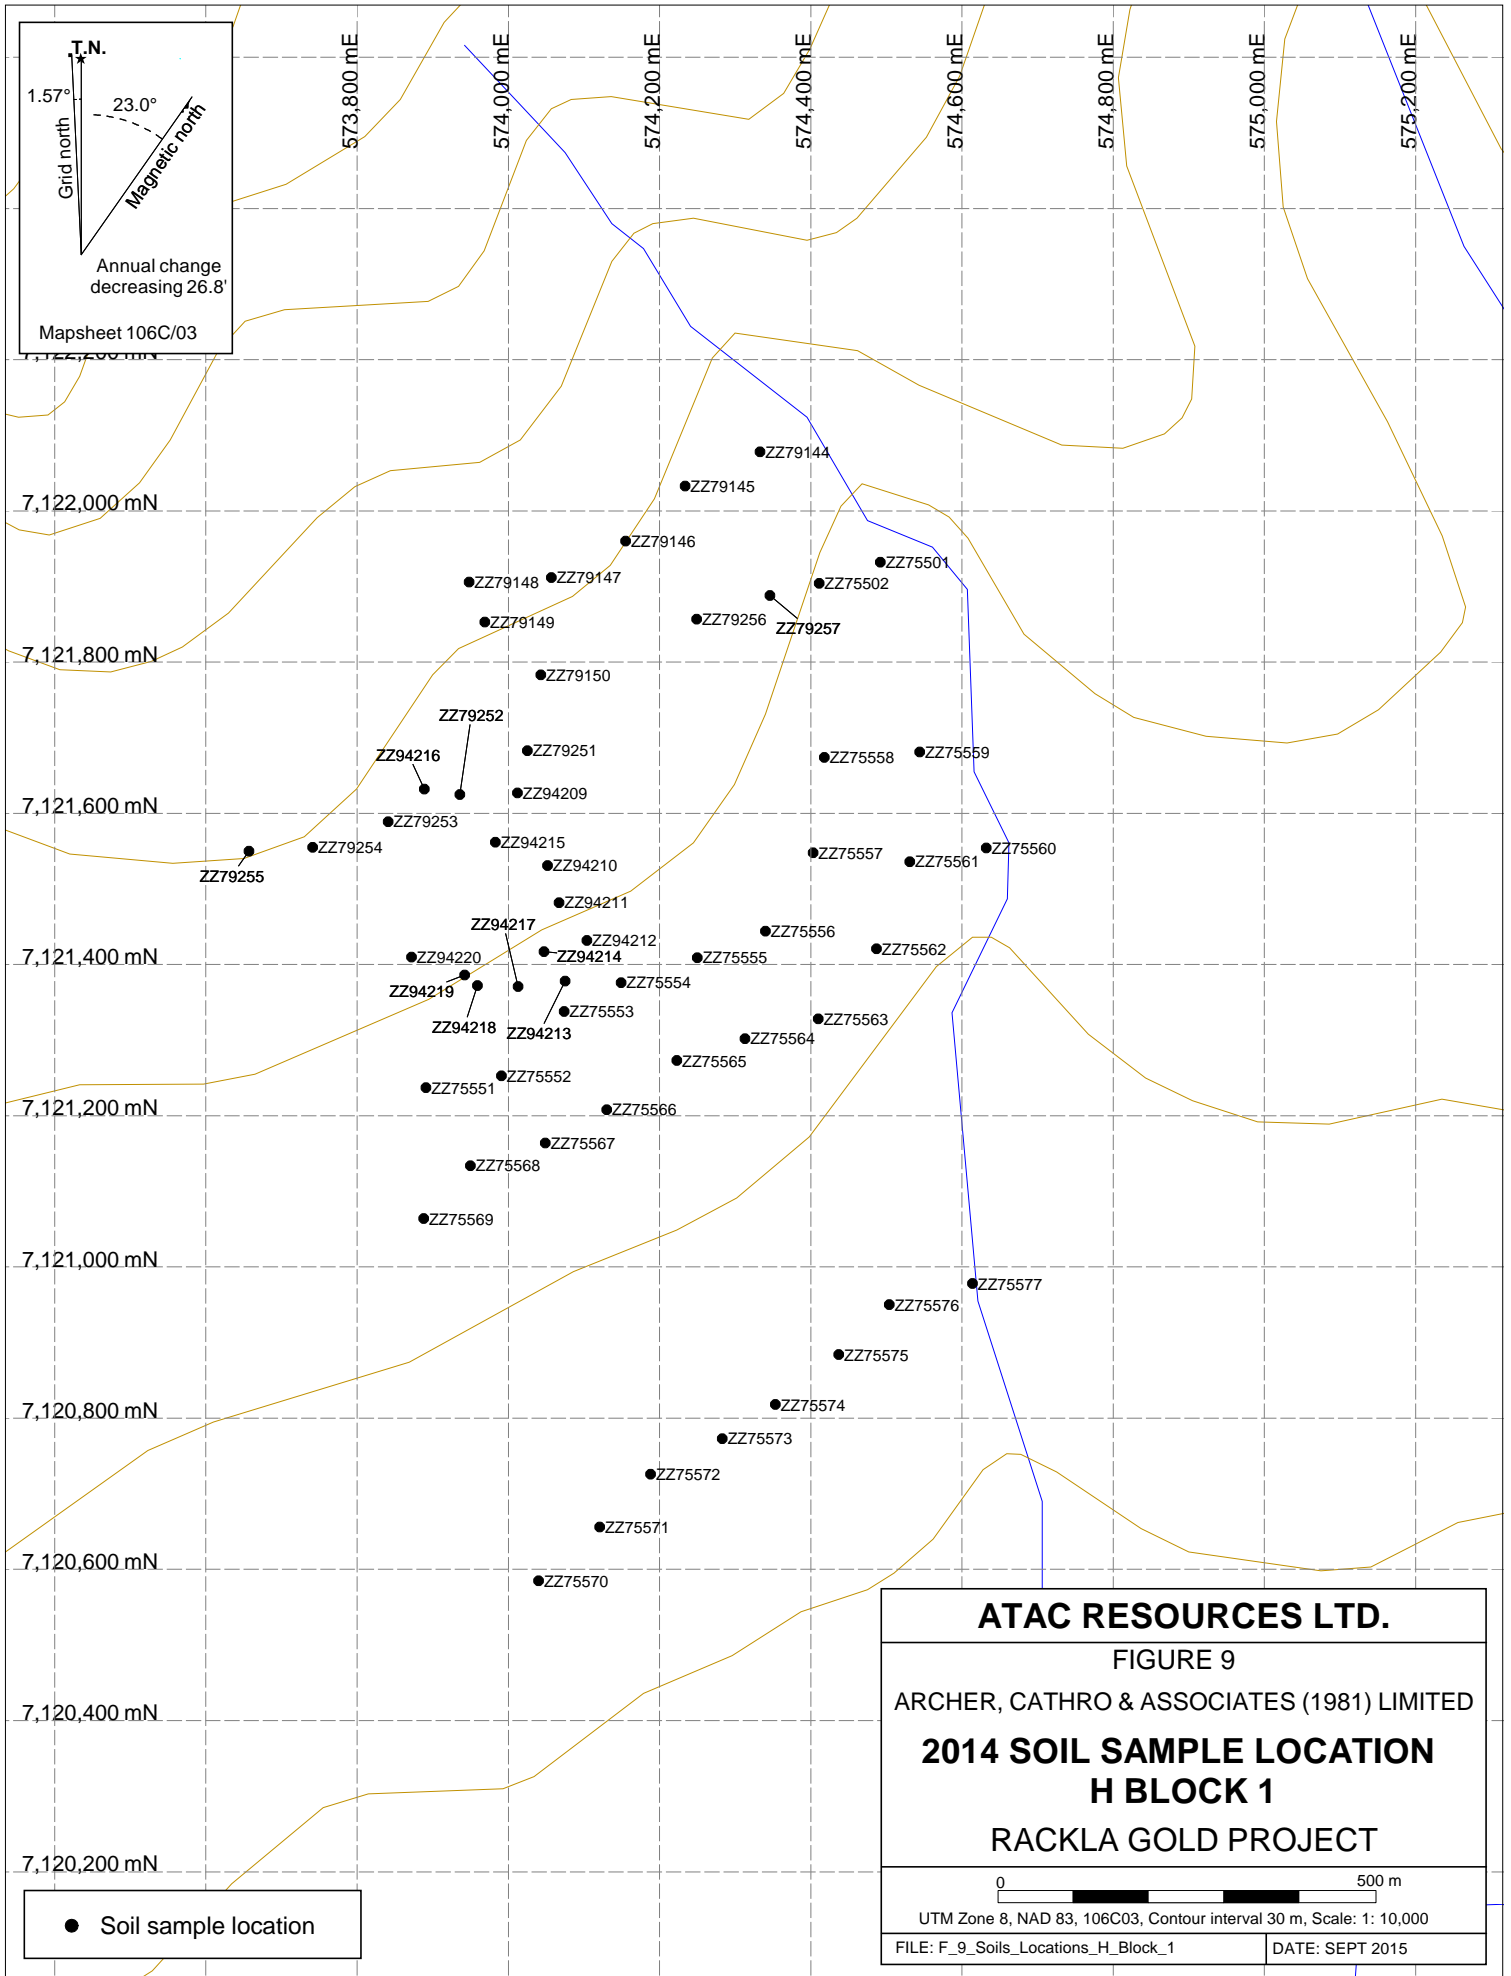 T.N.
1.57°
23.0°
Grid north
Magnetic north
Annual change
decreasing 26.8'
Mapsheet 106C/03
573,800 mE
574,000 mE
574,200 mE
574,400 mE
574,600 mE
574,800 mE
575,000 mE
575,200 mE
7,122,200 mN
ZZ79144
ZZ79145
7,122,000 mN
ZZ79146
ZZ75501
ZZ79148
ZZ79147
ZZ75502
ZZ79149
ZZ79256
ZZ79257
7,121,800 mN
ZZ79150
ZZ79252
ZZ94216
ZZ79251
ZZ75558
ZZ75559
ZZ94209
7,121,600 mN
ZZ79253
ZZ79254
ZZ94215
ZZ75557
ZZ75561
ZZ75560
ZZ79255
ZZ94210
ZZ94211
ZZ94217
ZZ75556
ZZ94212
ZZ75562
7,121,400 mN
ZZ94220
ZZ94214
ZZ75555
ZZ94219
ZZ75554
ZZ94218
ZZ94213
ZZ75553
ZZ75563
ZZ75564
ZZ75565
ZZ75551
ZZ75552
7,121,200 mN
ZZ75566
ZZ75567
ZZ75568
ZZ75569
7,121,000 mN
ZZ75577
ZZ75576
ZZ75575
7,120,800 mN
ZZ75574
ZZ75573
ZZ75572
ZZ75571
7,120,600 mN
ZZ75570
7,120,400 mN
7,120,200 mN
Soil sample location
ATAC RESOURCES LTD.
FIGURE 9
ARCHER, CATHRO & ASSOCIATES (1981) LIMITED
2014 SOIL SAMPLE LOCATION
H BLOCK 1
RACKLA GOLD PROJECT
0 500 m
UTM Zone 8, NAD 83, 106C03, Contour interval 30 m, Scale: 1: 10,000
FILE: F_9_Soils_Locations_H_Block_1 DATE: SEPT 2015